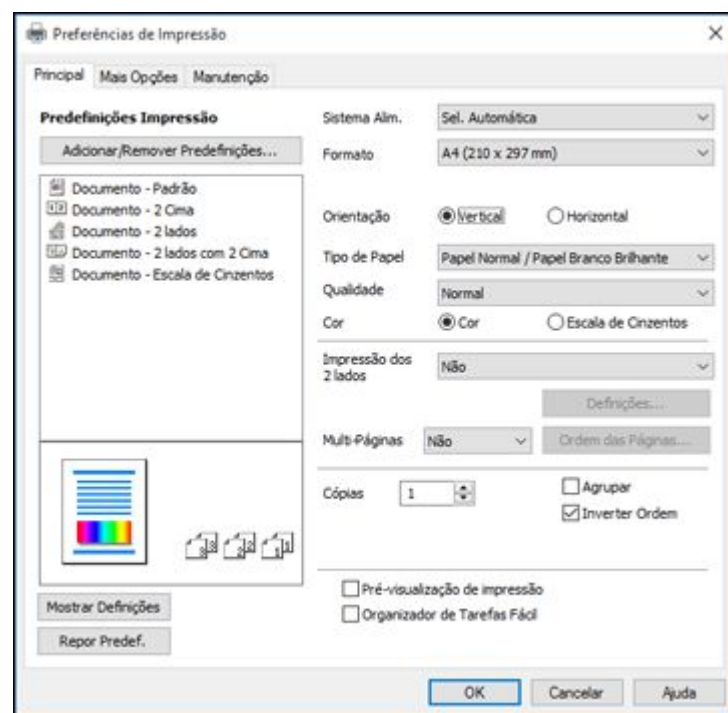 Preferências de Impressão
Principal Mais Opções Manutenção
Predefinições Impressão
Adicionar/Remover Predefinições...
Documento - Padrão
Documento - 2 Cima
Documento - 2 lados
Documento - 2 lados com 2 Cima
Documento - Escala de Cinzentos
Mostrar Definições
Repor Predef.
Sistema Alim. Sel. Automática
Formato A4 (210 x 297 mm)
Orientação Vertical Horizontal
Tipo de Papel Papel Normal / Papel Branco Brilhante
Qualidade Normal
Cor Cor Escala de Cinzentos
Impressão dos
2 lados Não
Definições...
Multi-Páginas Não Ordem das Páginas...
Cópias 1 Agrupar
Inverter Ordem
Pré-visualização de impressão
Organizador de Tarefas Fácil
OK Cancelar Ajuda